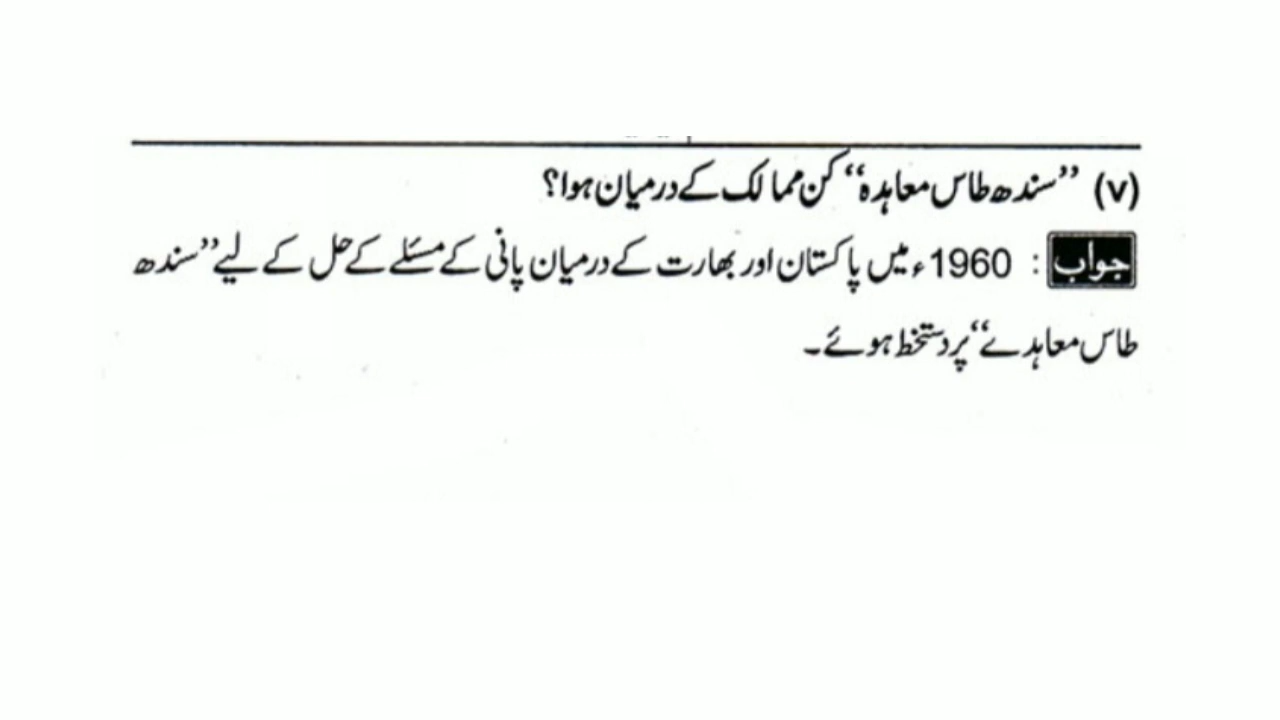 (v) ”سندھ طاس معاہدہ“ کن ممالک کے درمیان ہوا؟
جواب : 1960ء میں پاکستان اور بھارت کے درمیان پانی کے مسئلے کے حل کے لیے ”سندھ
طاس معاہدے“ پر دستخط ہوئے۔